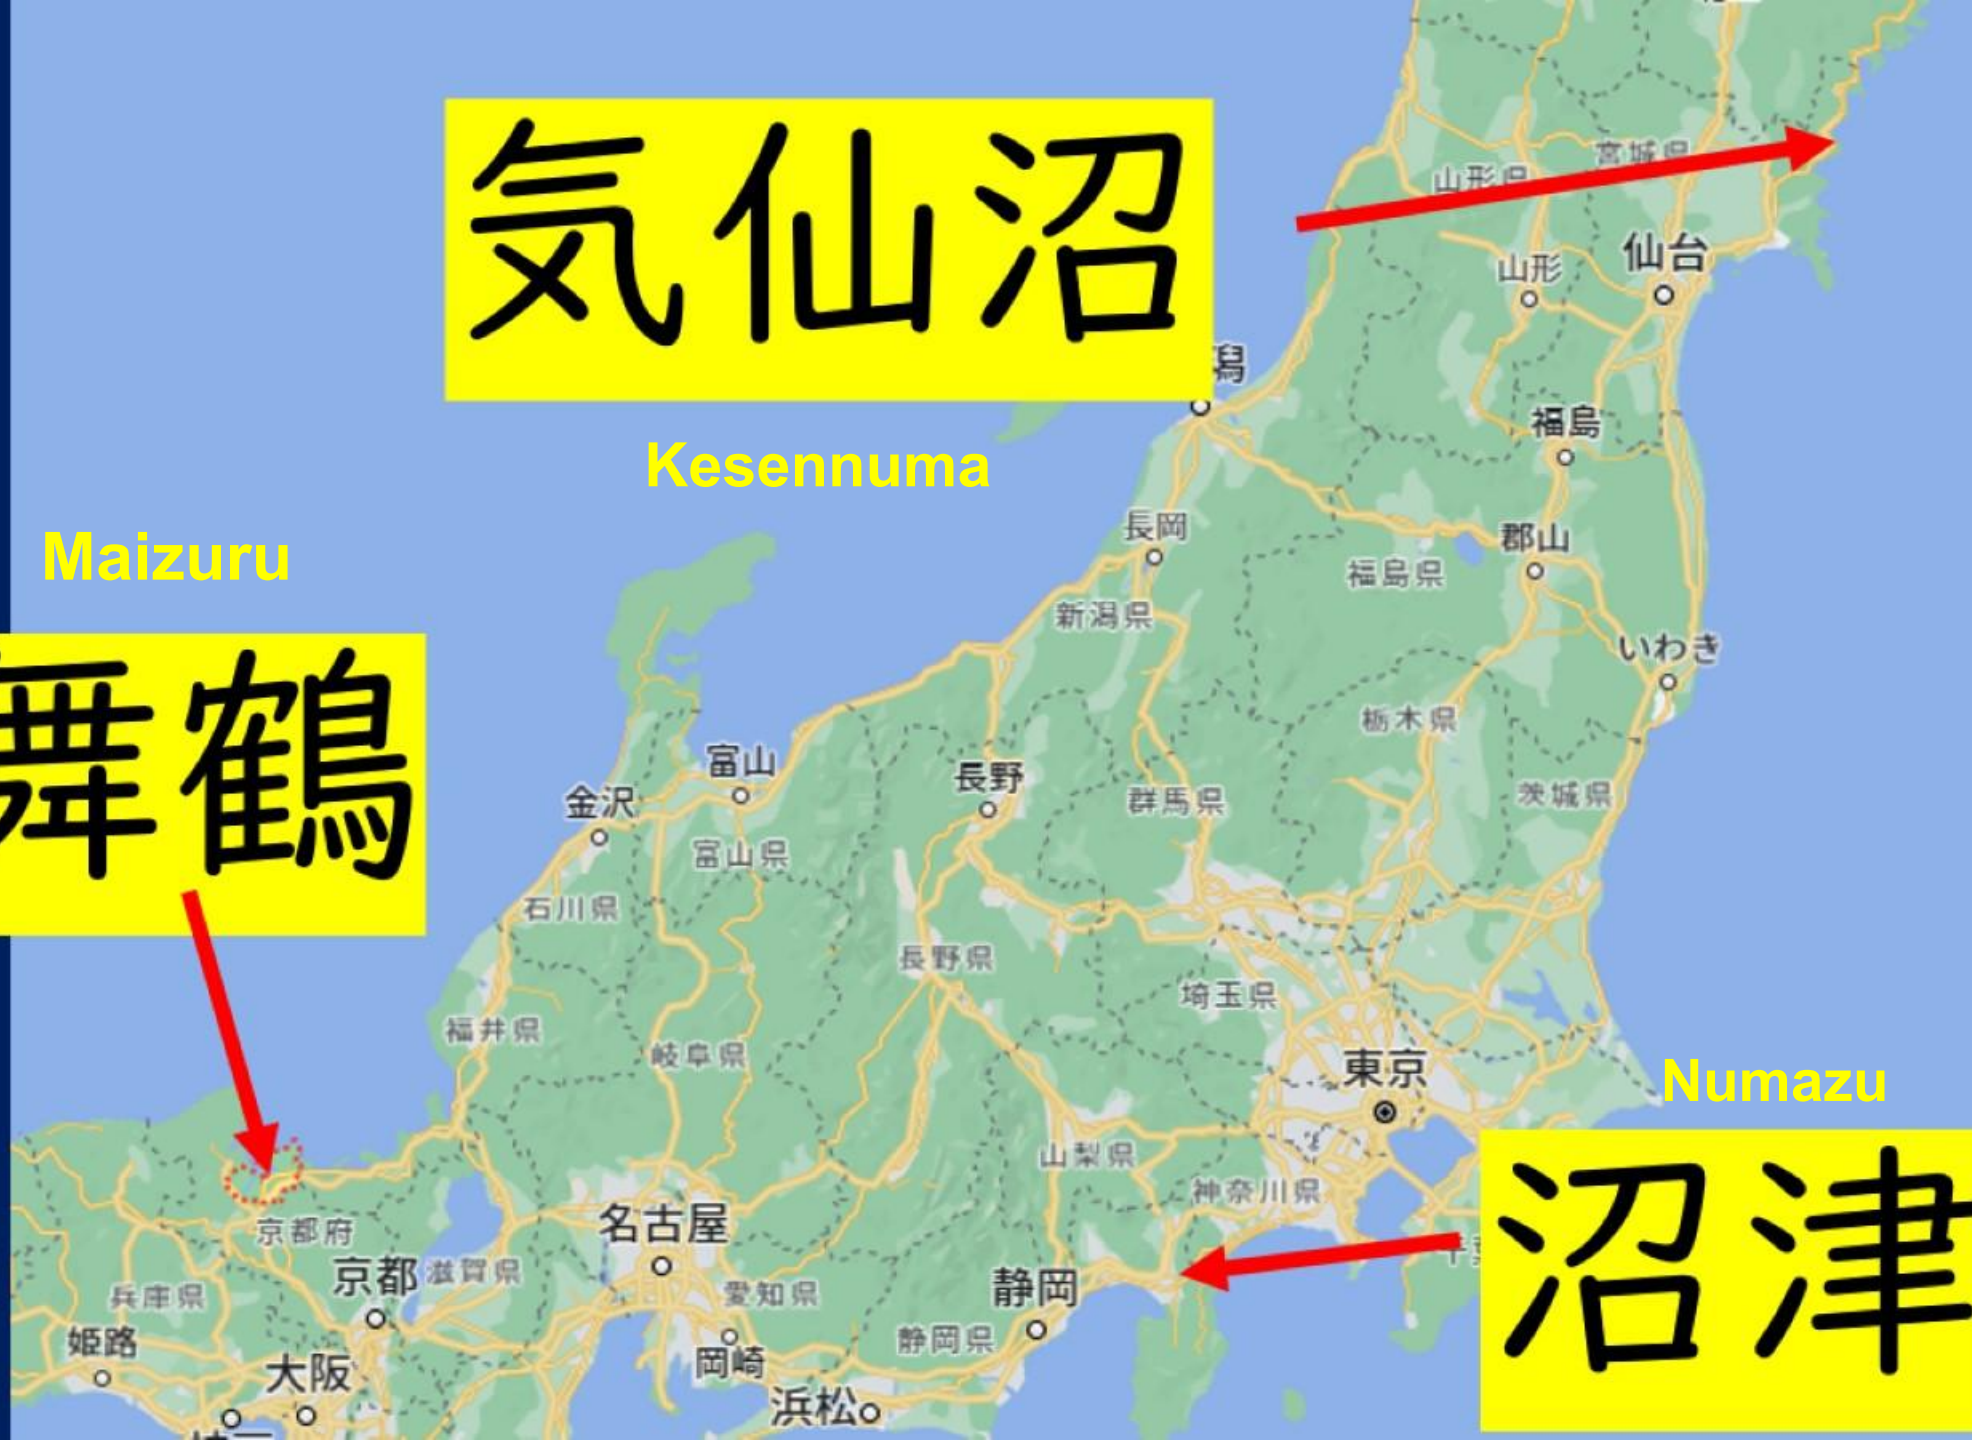 気仙沼
宮城県
山形県
仙台
山形
潟
福島
Kesennuma
長岡
郡山
Maizuru
福島県
新潟県
いわき
舞鶴
栃木県
富山
長野
茨城県
金沢
群馬県
富山県
石川県
長野県
埼玉県
福井県
岐阜県
東京
Numazu
山梨県
神奈川県
沼津
名古屋
京都府
京都
滋賀県
静岡
愛知県
兵庫県
姫路
静岡県
岡崎
大阪
浜松